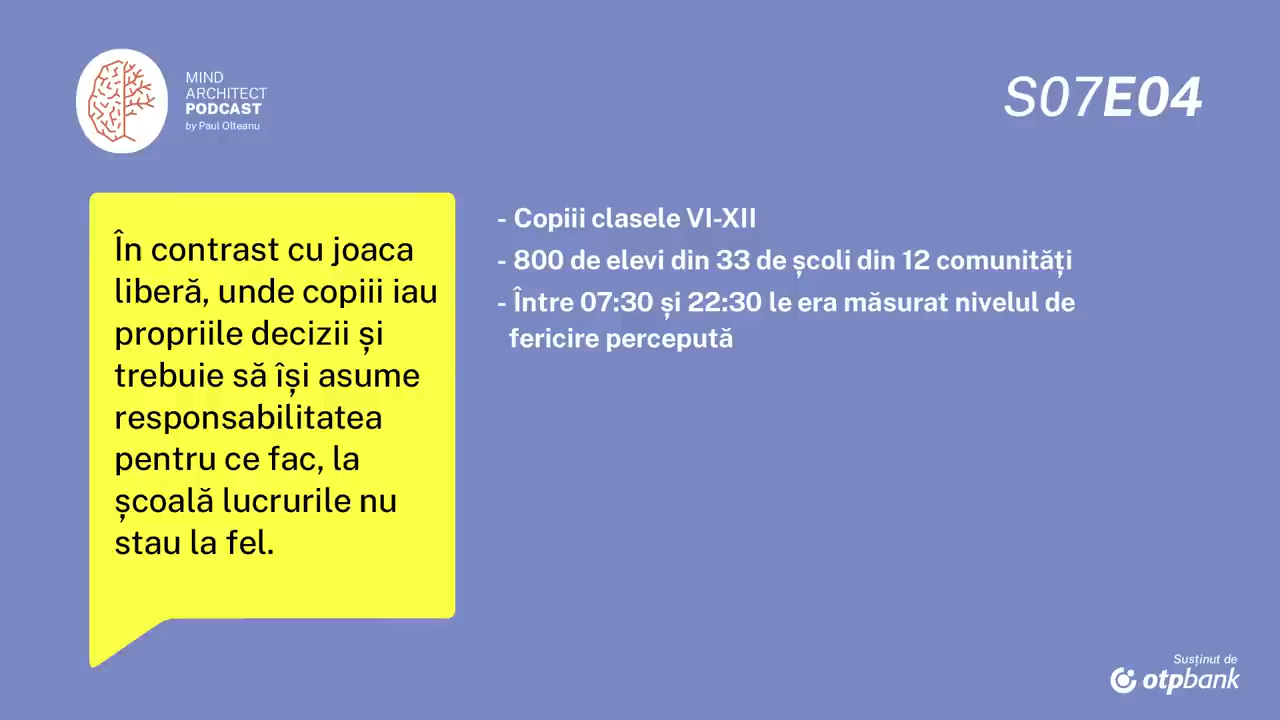 MIND
ARCHITECT
PODCAST
by Paul Olteanu
S07E04
În contrast cu joaca
liberă, unde copiii iau
propriile decizii și
trebuie să își asume
responsabilitatea
pentru ce fac, la
școală lucrurile nu
stau la fel.
- Copiii clasele VI-XII
- 800 de elevi din 33 de școli din 12 comunități
- Între 07:30 și 22:30 le era măsurat nivelul de
fericire percepută
Susținut de
otpbank